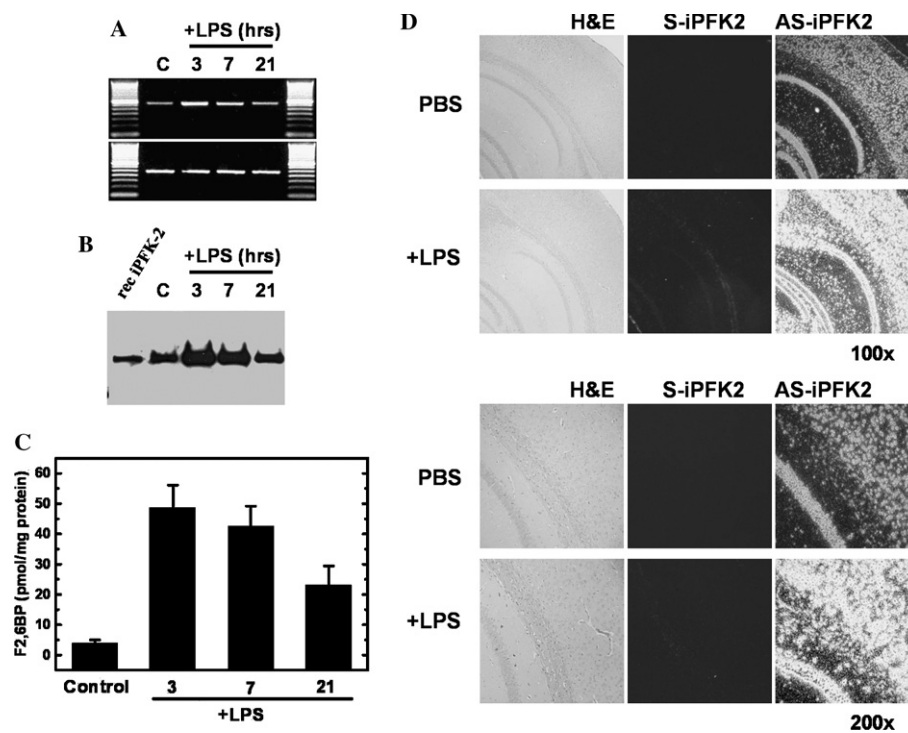 A
+LPS (hrs)
C 3 7 21
B
rec iPFK-2
+LPS (hrs)
C 3 7 21
C
F2,6BP (pmol/mg protein)
60
50
40
30
20
10
0
Control 3 7 21
+LPS
D
H&E S-iPFK2 AS-iPFK2
PBS
+LPS
100x
H&E S-iPFK2 AS-iPFK2
PBS
+LPS
200x